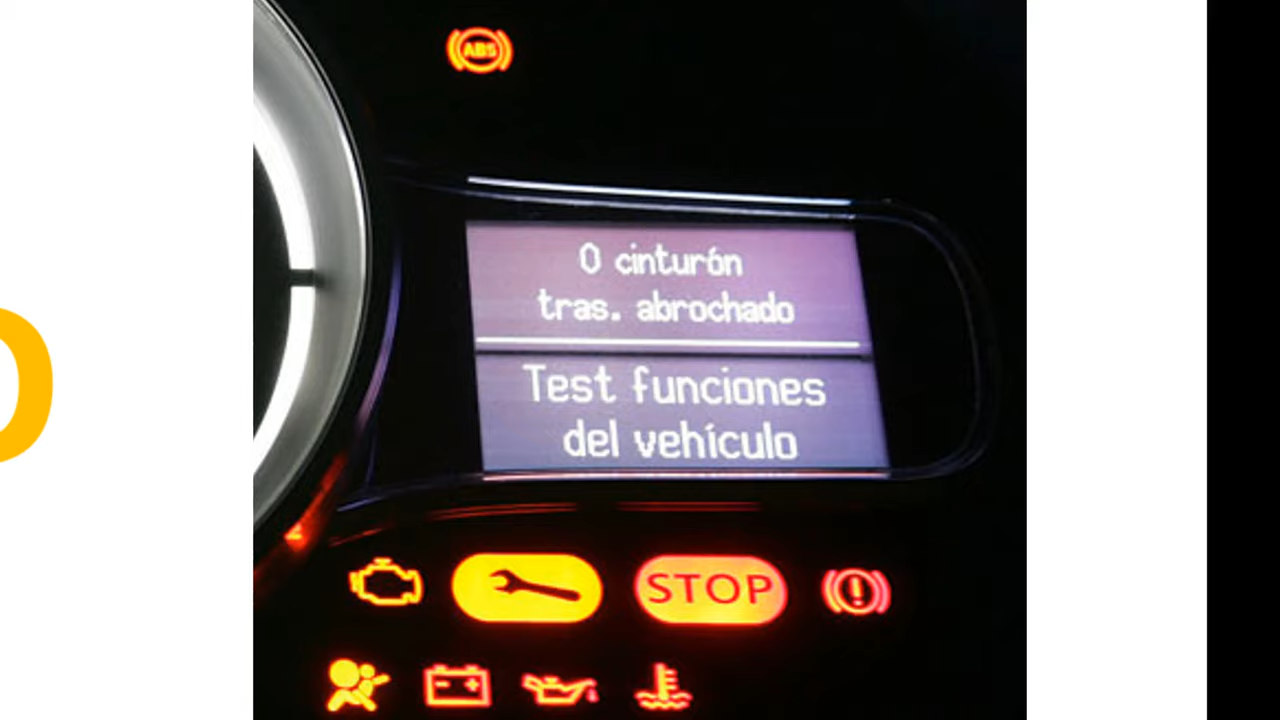 ABS
0 cinturón
tras. abrochado
Test funciones
del vehículo
STOP